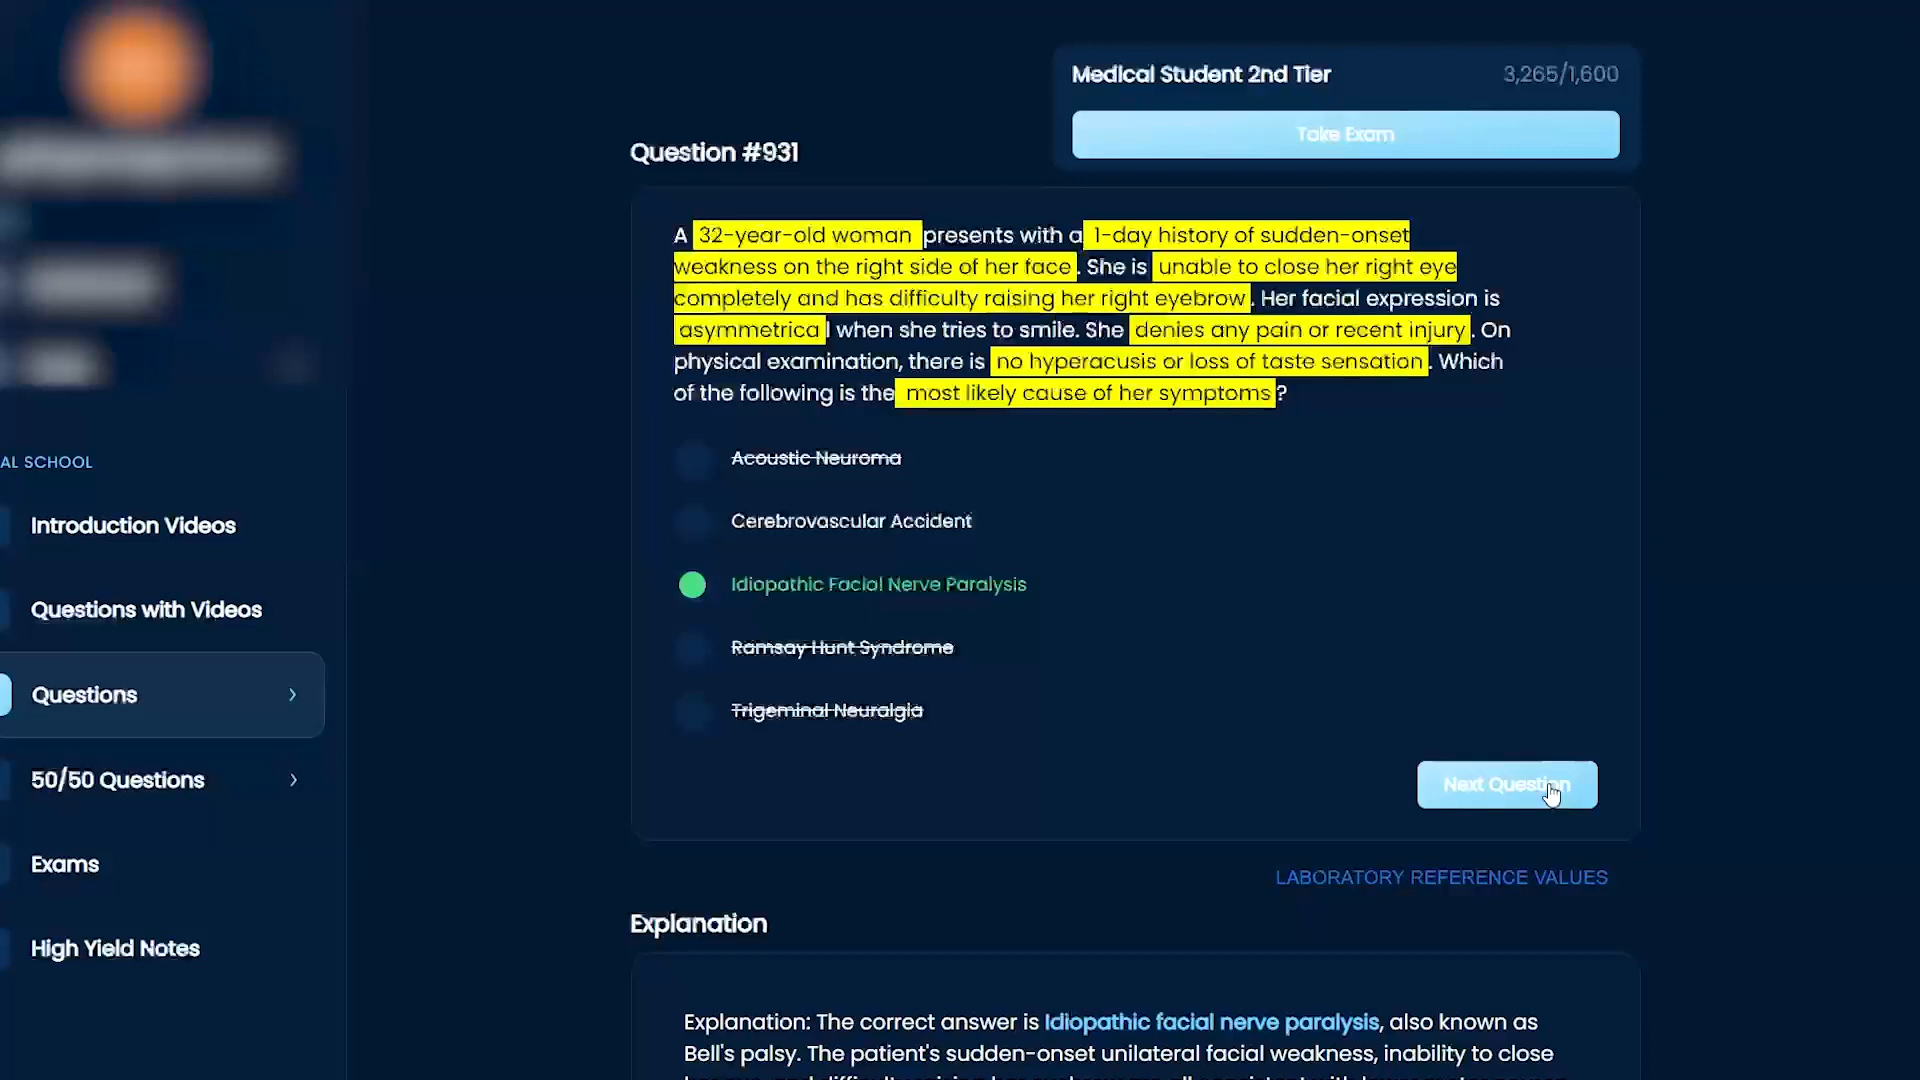 Medical Student 2nd Tier
3,265/1,600
Take Exam
Question #931
A 32-year-old woman presents with a 1-day history of sudden-onset
weakness on the right side of her face. She is unable to close her right eye
completely and has difficulty raising her right eyebrow. Her facial expression is
asymmetrical when she tries to smile. She denies any pain or recent injury. On
physical examination, there is no hyperacusis or loss of taste sensation. Which
of the following is the most likely cause of her symptoms?
Acoustic Neuroma
Cerebrovascular Accident
Idiopathic Facial Nerve Paralysis
Ramsay Hunt Syndrome
Trigeminal Neuralgia
Next Question
LABORATORY REFERENCE VALUES
Explanation
Explanation: The correct answer is Idiopathic facial nerve paralysis, also known as
Bell's palsy. The patient's sudden-onset unilateral facial weakness, inability to close
AL SCHOOL
Introduction Videos
Questions with Videos
Questions
50/50 Questions
Exams
High Yield Notes